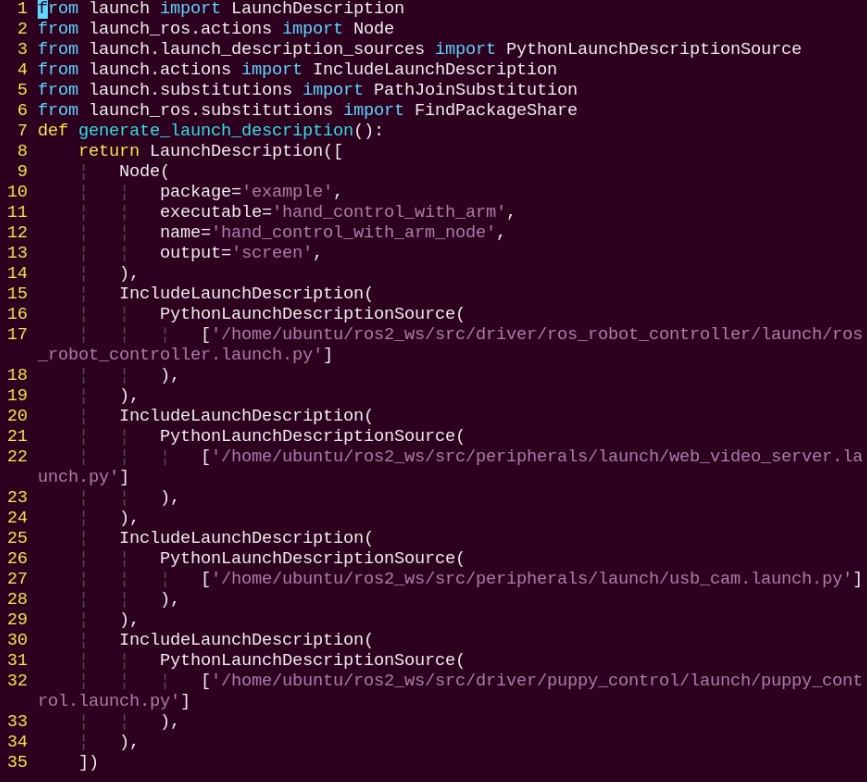 1 from launch import LaunchDescription
2 from launch_ros.actions import Node
3 from launch.launch_description_sources import PythonLaunchDescriptionSource
4 from launch.actions import IncludeLaunchDescription
5 from launch.substitutions import PathJoinSubstitution
6 from launch_ros.substitutions import FindPackageShare
7 def generate_launch_description():
8     return LaunchDescription([
9         Node(
10             package='example',
11             executable='hand_control_with_arm',
12             name='hand_control_with_arm_node',
13             output='screen',
14         ),
15         IncludeLaunchDescription(
16             PythonLaunchDescriptionSource(
17                 ['/home/ubuntu/ros2_ws/src/driver/ros_robot_controller/launch/ros
_robot_controller.launch.py']
18             ),
19         ),
20         IncludeLaunchDescription(
21             PythonLaunchDescriptionSource(
22                 ['/home/ubuntu/ros2_ws/src/peripherals/launch/web_video_server.la
unch.py']
23             ),
24         ),
25         IncludeLaunchDescription(
26             PythonLaunchDescriptionSource(
27                 ['/home/ubuntu/ros2_ws/src/peripherals/launch/usb_cam.launch.py']
28             ),
29         ),
30         IncludeLaunchDescription(
31             PythonLaunchDescriptionSource(
32                 ['/home/ubuntu/ros2_ws/src/driver/puppy_control/launch/puppy_cont
rol.launch.py']
33             ),
34         ),
35     ])